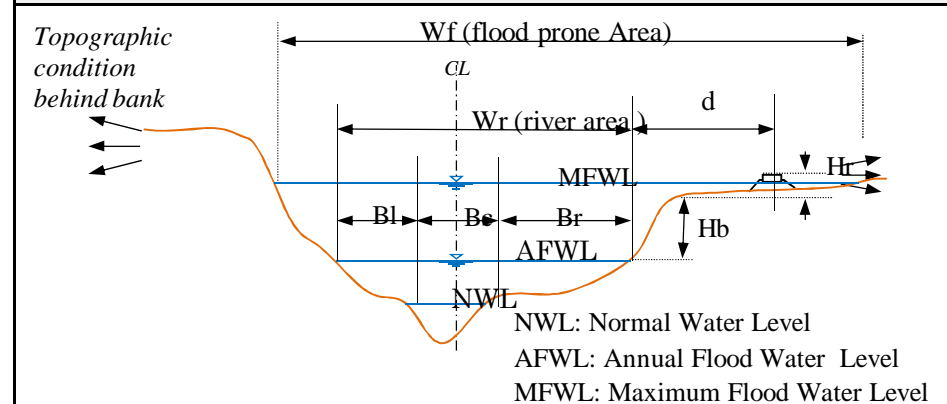 Topographic
condition
behind bank
Wf (flood prone Area)
CL
d
Wr (river area )
Hr
MFWL
Bl
Bc
Br
Hb
AFWL
NWL
NWL: Normal Water Level
AFWL: Annual Flood Water Level
MFWL: Maximum Flood Water Level